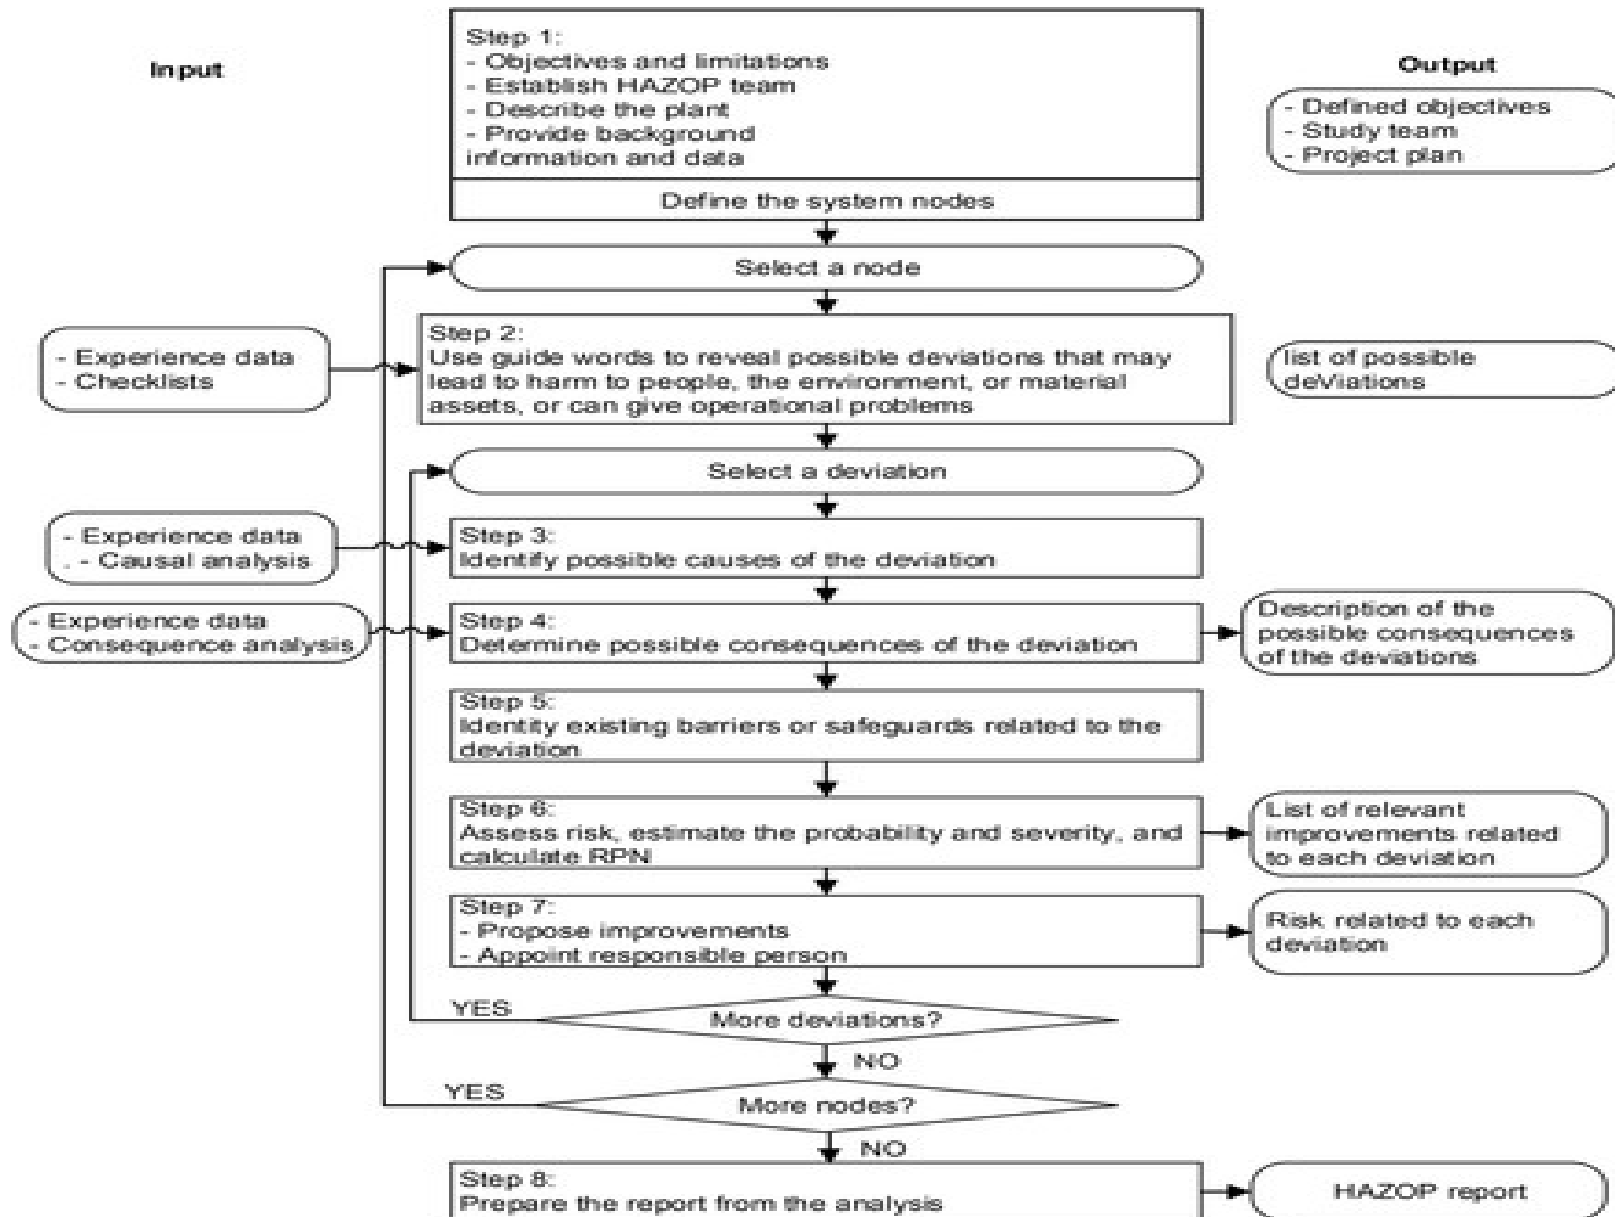 Input
Step 1:
- Objectives and limitations
- Establish HAZOP team
- Describe the plant
- Provide background
information and data
Define the system nodes
Output
- Defined objectives
- Study team
- Project plan
Select a node
- Experience data
- Checklists
Step 2:
Use guide words to reveal possible deviations that may
lead to harm to people, the environment, or material
assets, or can give operational problems
list of possible
deViations
Select a deviation
- Experience data
. - Causal analysis
Step 3:
Identify possible causes of the deviation
- Experience data
- Consequence analysis
Step 4:
Determine possible consequences of the deviation
Description of the
possible consequences
of the deviations
Step 5:
Identity existing barriers or safeguards related to the
deviation
Step 6:
Assess risk, estimate the probability and severity, and
calculate RPN
List of relevant
improvements related
to each deviation
Step 7:
- Propose improvements
- Appoint responsible person
Risk related to each
deviation
YES
More deviations?
NO
YES
More nodes?
NO
Step 8:
Prepare the report from the analysis
HAZOP report